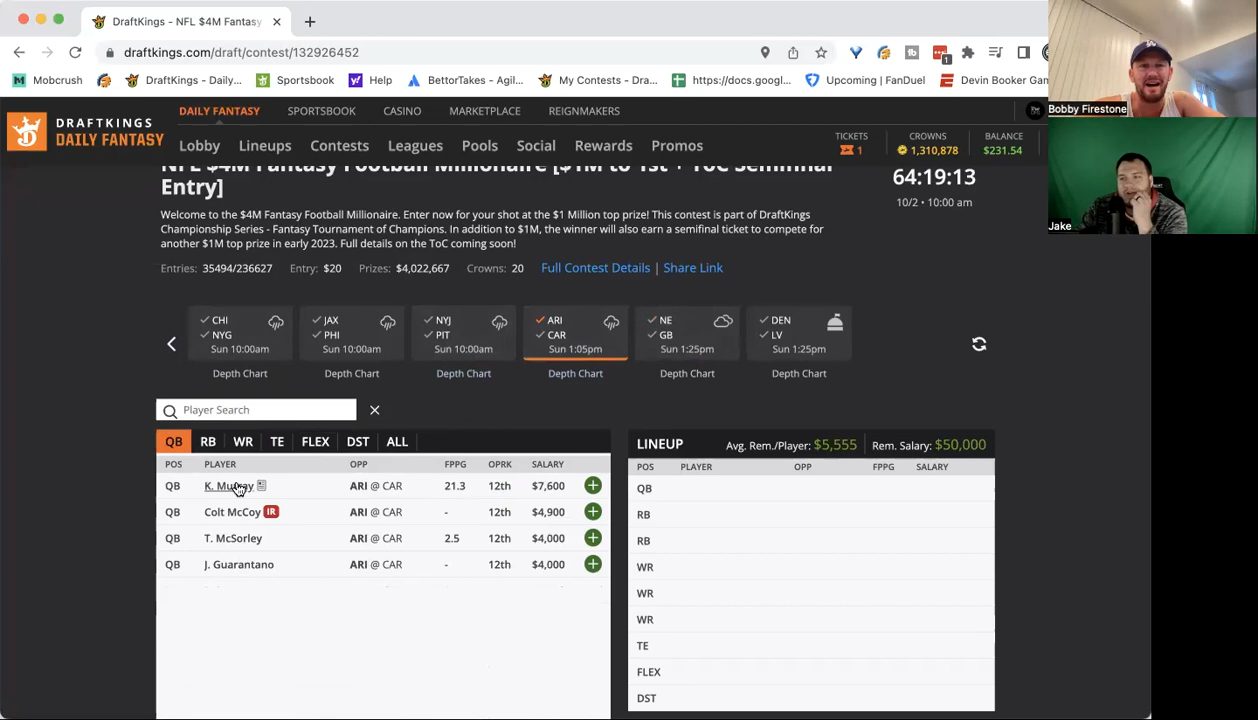 DraftKings - NFL $4M Fantasy
draftkings.com/draft/contest/132926452
Mobcrush
DraftKings - Daily...
Sportsbook
Help
BettorTakes - Agil...
My Contests - Dra...
https://docs.googl...
Upcoming | FanDuel
Devin Booker Gam
1
Bobby Firestone
Jake
DRAFTKINGS
DAILY FANTASY
DAILY FANTASY
SPORTSBOOK
CASINO
MARKETPLACE
REIGNMAKERS
Lobby
Lineups
Contests
Leagues
Pools
Social
Rewards
Promos
TICKETS
1
CROWNS
1,310,878
BALANCE
$231.54
NFL $4M Fantasy Football Millionaire [$1M to 1st + ToC Semifinal
Entry]
64:19:13
10/2 • 10:00 am
Welcome to the $4M Fantasy Football Millionaire. Enter now for your shot at the $1 Million top prize! This contest is part of DraftKings
Championship Series - Fantasy Tournament of Champions. In addition to $1M, the winner will also earn a semifinal ticket to compete for
another $1M top prize in early 2023. Full details on the ToC coming soon!
Entries: 35494/236627 Entry: $20 Prizes: $4,022,667 Crowns: 20 Full Contest Details | Share Link
CHI
NYG
Sun 10:00am
Depth Chart
JAX
PHI
Sun 10:00am
Depth Chart
NYJ
PIT
Sun 10:00am
Depth Chart
ARI
CAR
Sun 1:05pm
Depth Chart
NE
GB
Sun 1:25pm
Depth Chart
DEN
LV
Sun 1:25pm
Depth Chart
Player Search
QB RB WR TE FLEX DST ALL
POS PLAYER OPP FPPG OPRK SALARY
QB K. Murray ARI @ CAR 21.3 12th $7,600
QB Colt McCoy IR ARI @ CAR - 12th $4,900
QB T. McSorley ARI @ CAR 2.5 12th $4,000
QB J. Guarantano ARI @ CAR - 12th $4,000
LINEUP Avg. Rem./Player: $5,555 Rem. Salary: $50,000
POS PLAYER OPP FPPG SALARY
QB
RB
RB
WR
WR
WR
TE
FLEX
DST